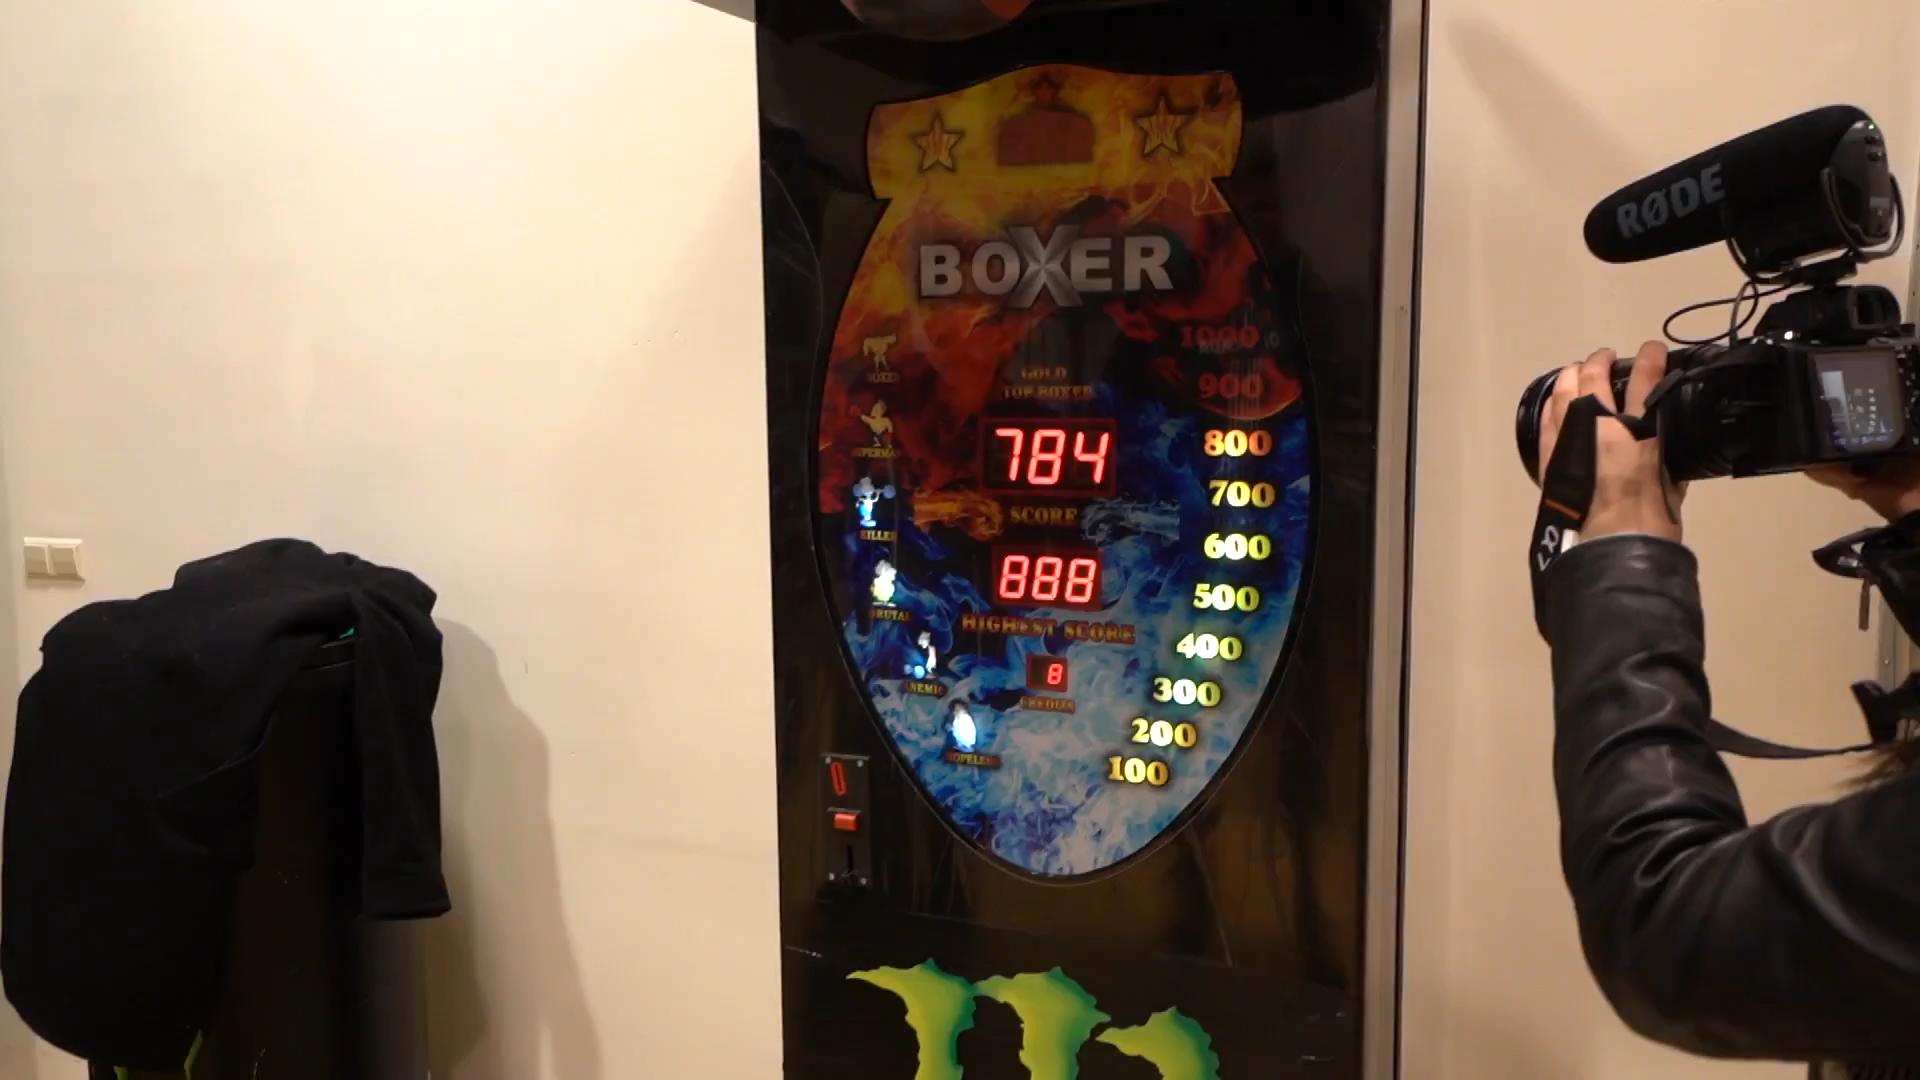 BOXER
1000
GOLD
TOP BOXER
900
784
800
700
SCORE
600
888
500
HIGHEST SCORE
400
8
300
CREDITS
200
100
KILLER
BRUTAL
ANEMIC
HOPELESS
RØDE
α7